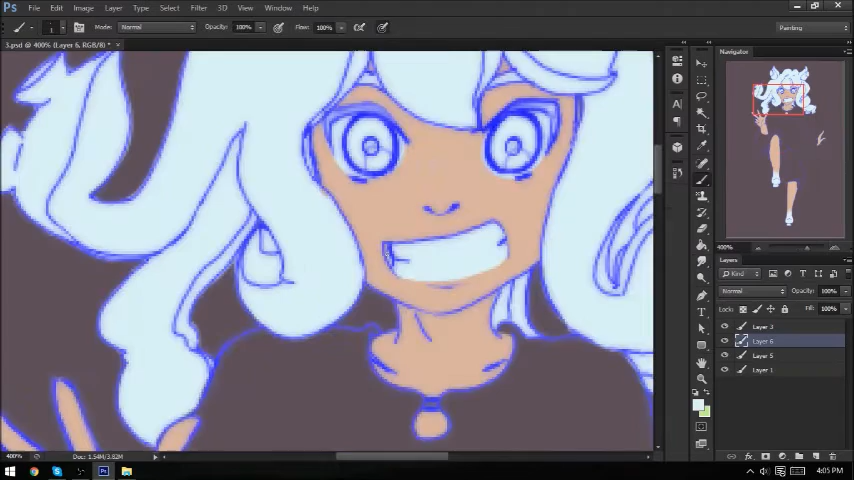 Ps File Edit Image Layer Type Select Filter 3D View Window Help
1 Mode: Normal Opacity: 100% Flow: 100% Painting
3.psd @ 400% (Layer 6, RGB/8) * ×
Navigator
400%
Layers
Kind
Normal Opacity: 100%
Lock: Fill: 100%
Layer 3
Layer 6
Layer 5
Layer 1
400% Doc: 1.54M/3.82M
4:05 PM